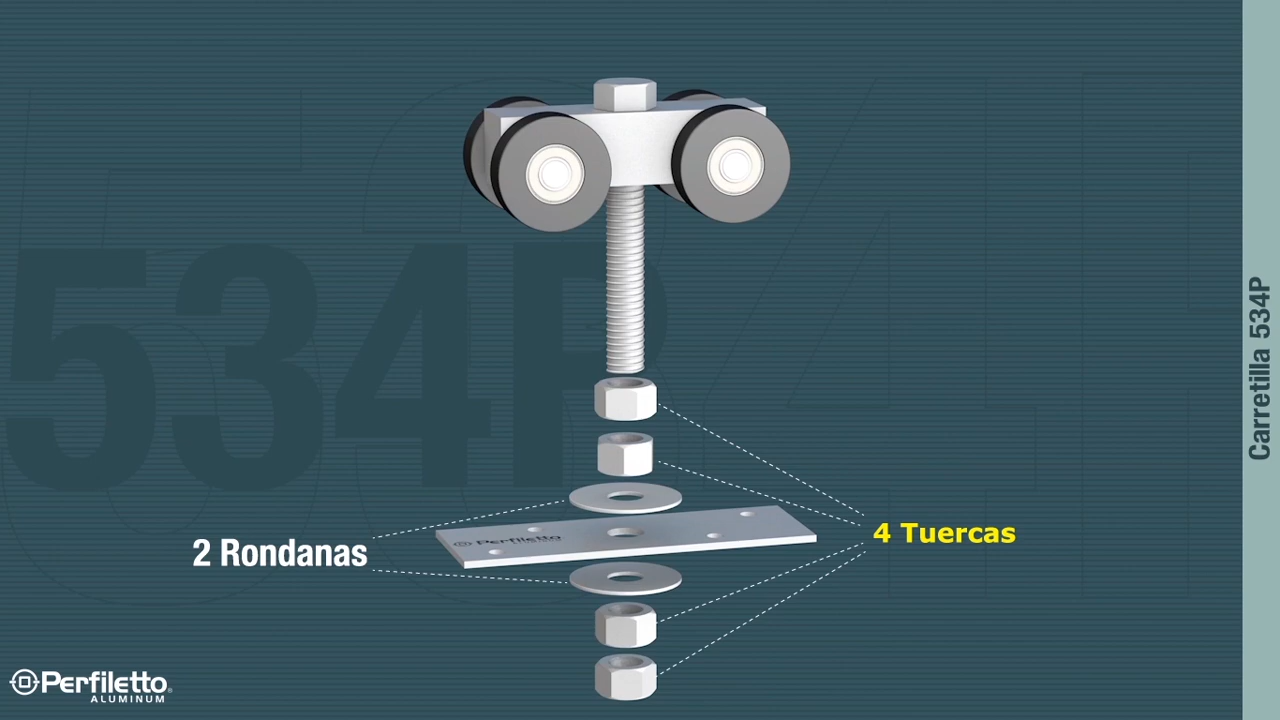 534P
Carretilla 534P
2 Rondanas
Perfiletto
4 Tuercas
Perfiletto
ALUMINUM